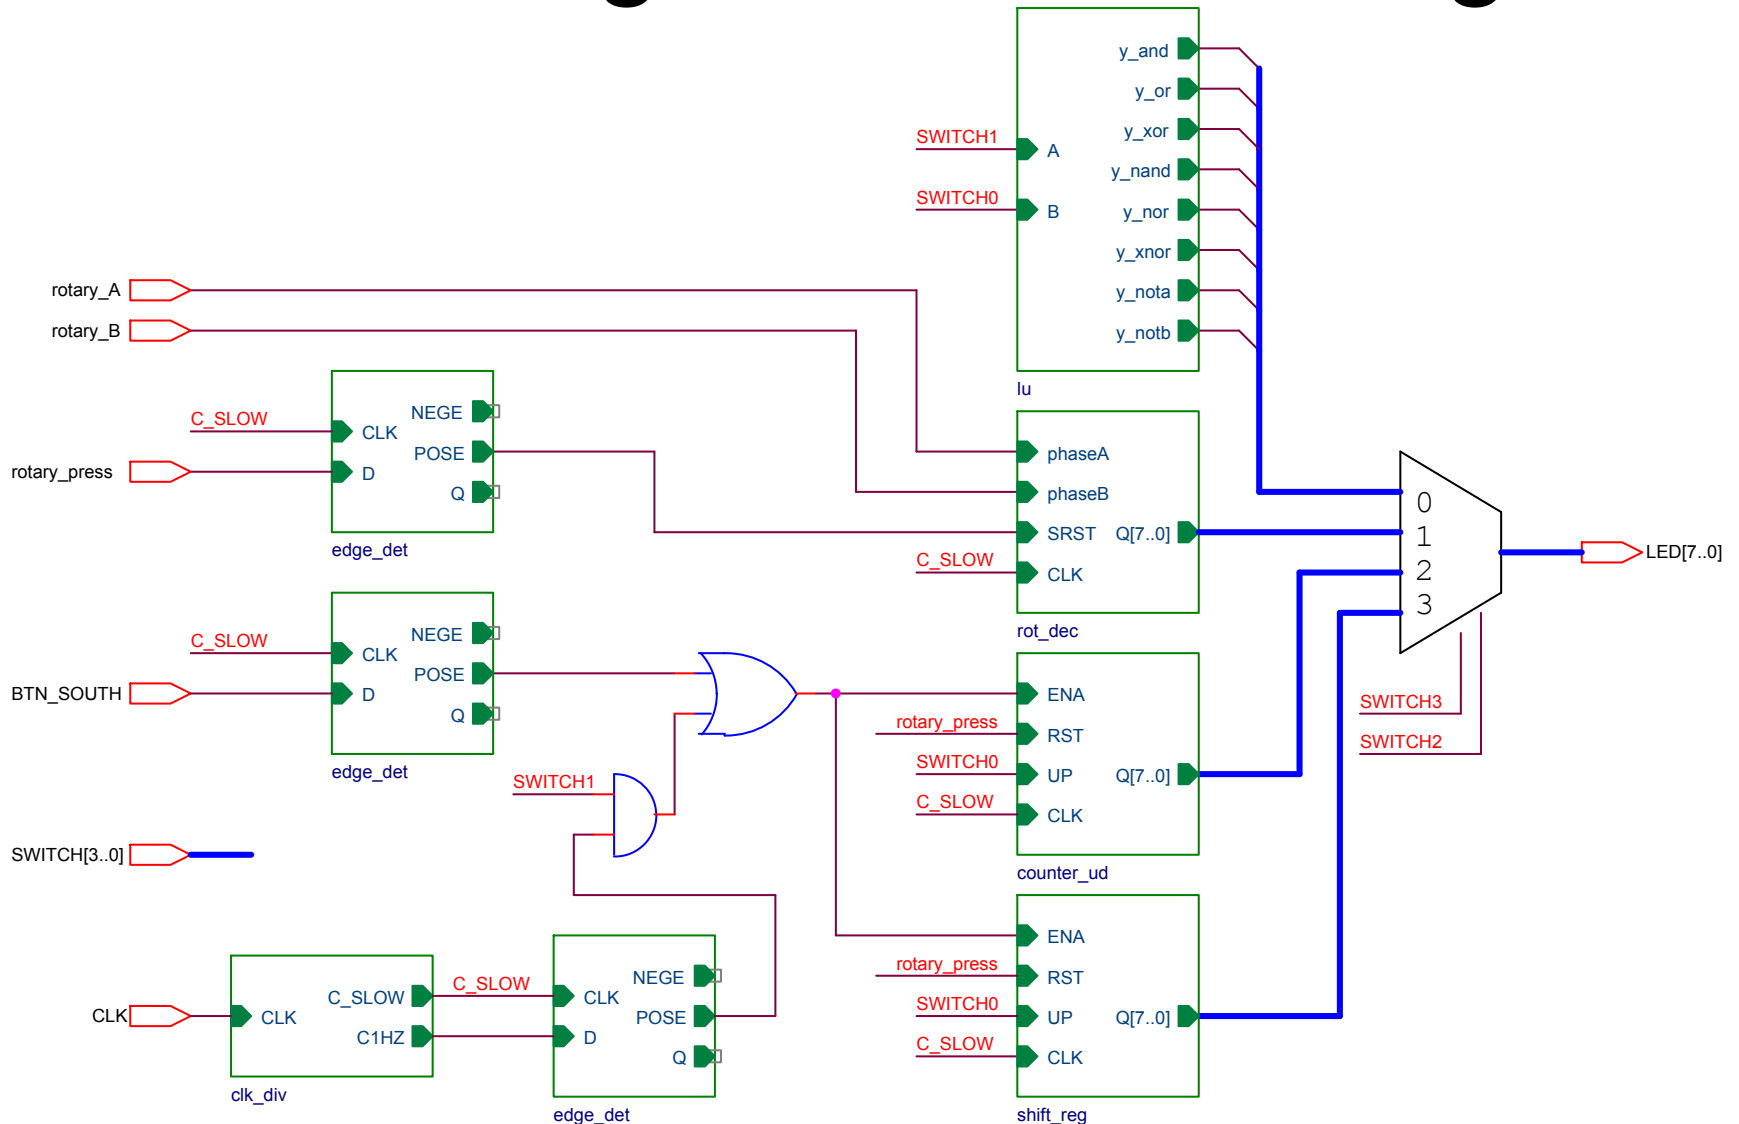 y_and
y_or
SWITCH1
A
y_xor
y_nand
SWITCH0
B
y_nor
y_xnor
rotary_A
y_nota
rotary_B
y_notb
lu
C_SLOW
CLK
NEGE
rotary_press
D
POSE
Q
edge_det
phaseA
phaseB
SRST
Q[7..0]
C_SLOW
CLK
rot_dec
0
1
2
3
LED[7..0]
SWITCH3
SWITCH2
C_SLOW
CLK
NEGE
BTN_SOUTH
D
POSE
Q
edge_det
ENA
rotary_press
RST
SWITCH0
UP
Q[7..0]
C_SLOW
CLK
counter_ud
SWITCH1
SWITCH[3..0]
CLK
CLK
C_SLOW
C1HZ
clk_div
C_SLOW
CLK
NEGE
D
POSE
Q
edge_det
ENA
rotary_press
RST
SWITCH0
UP
Q[7..0]
C_SLOW
CLK
shift_reg